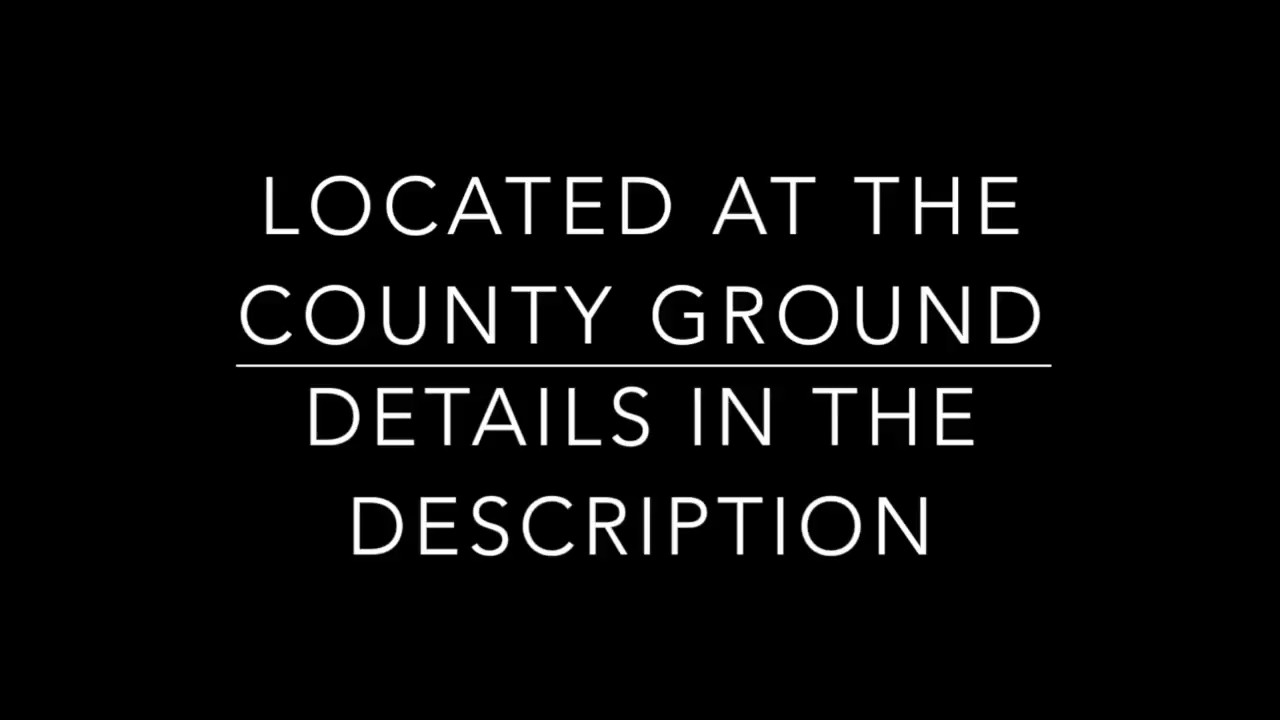 LOCATED AT THE
COUNTY GROUND
DETAILS IN THE
DESCRIPTION